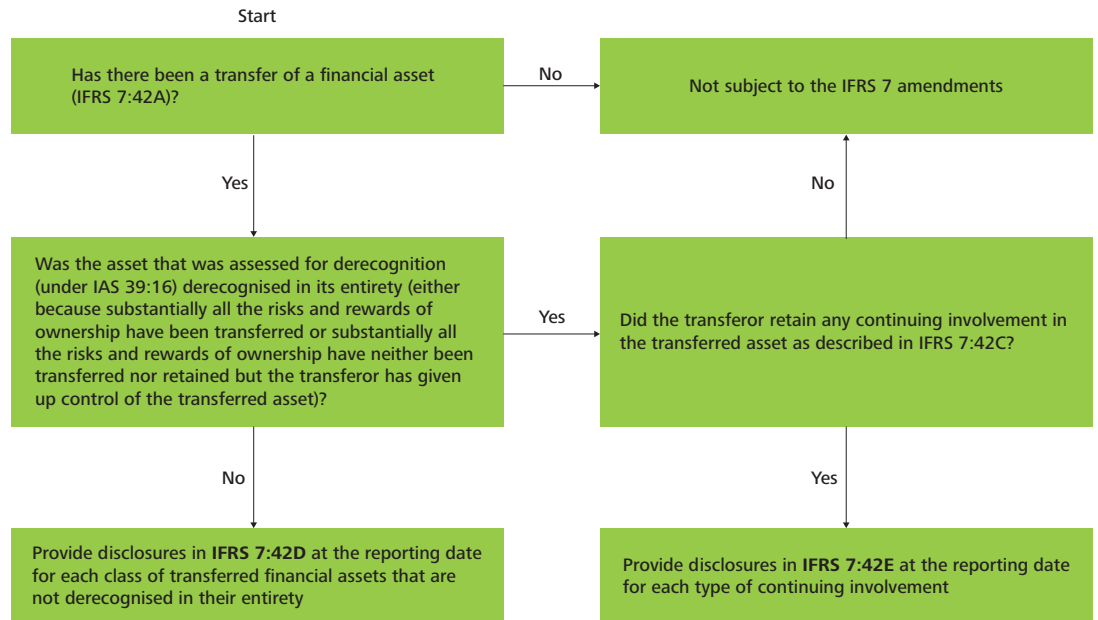 Start
Has there been a transfer of a financial asset
(IFRS 7:42A)?
No
Not subject to the IFRS 7 amendments
Yes
No
Was the asset that was assessed for derecognition
(under IAS 39:16) derecognised in its entirety (either
because substantially all the risks and rewards of
ownership have been transferred or substantially all
the risks and rewards of ownership have neither been
transferred nor retained but the transferor has given
up control of the transferred asset)?
Yes
Did the transferor retain any continuing involvement in
the transferred asset as described in IFRS 7:42C?
No
Yes
Provide disclosures in IFRS 7:42D at the reporting date
for each class of transferred financial assets that are
not derecognised in their entirety
Provide disclosures in IFRS 7:42E at the reporting date
for each type of continuing involvement